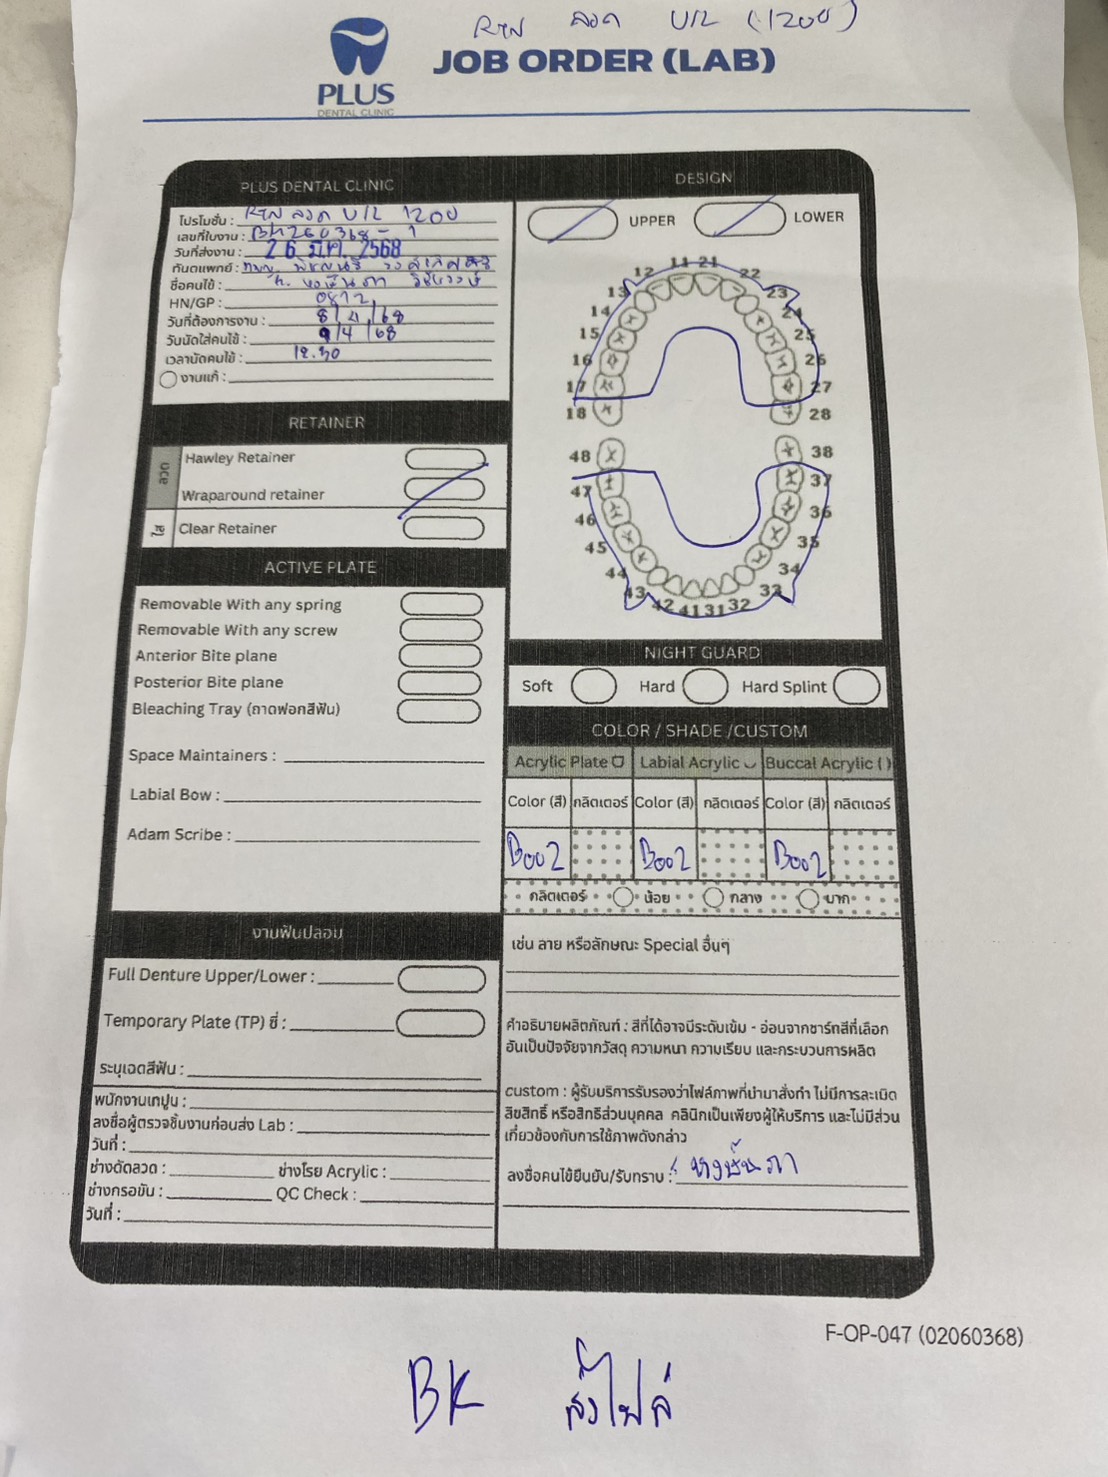 RTN ลวด U/L (1200)
PLUS
DENTAL CLINIC
JOB ORDER (LAB)
PLUS DENTAL CLINIC
โปรโมชั่น : RTN ลวด U/L 1200
เลขที่ใบงาน : BK260368-1
วันที่ส่งงาน : 26 มี.ค. 2568
ทันตแพทย์ : ทพญ.
ชื่อคนไข้ :
HN/GP : 0812
วันที่ต้องการงาน : 8/4/68
วันนัดใส่คนไข้ : 9/4/68
เวลานัดคนไข้ : 12.30
งานแก้ :
RETAINER
ลวด
Hawley Retainer
Wraparound retainer
ใส
Clear Retainer
ACTIVE PLATE
Removable With any spring
Removable With any screw
Anterior Bite plane
Posterior Bite plane
Bleaching Tray (ถาดฟอกสีฟัน)
Space Maintainers :
Labial Bow :
Adam Scribe :
งานฟันปลอม
Full Denture Upper/Lower :
Temporary Plate (TP) ซี่ :
ระบุเฉดสีฟัน :
พนักงานเทปูน :
ลงชื่อผู้ตรวจชิ้นงานก่อนส่ง Lab :
วันที่ :
ช่างดัดลวด : ช่างโรย Acrylic :
ช่างกรอขัน : QC Check :
วันที่ :
DESIGN
UPPER LOWER
11 21
12 22
13 23
14 24
15 25
16 26
17 27
18 28
48 38
47 37
46 36
45 35
44 34
43 33
42 41 31 32
NIGHT GUARD
Soft Hard Hard Splint
COLOR / SHADE /CUSTOM
Acrylic Plate Labial Acrylic Buccal Acrylic ( )
Color (สี) กลิตเตอร์ Color (สี) กลิตเตอร์ Color (สี) กลิตเตอร์
B002 B002 B002
กลิตเตอร์ น้อย กลาง มาก
เช่น ลาย หรือลักษณะ Special อื่นๆ
คำอธิบายผลิตภัณฑ์ : สีที่ได้อาจมีระดับเข้ม - อ่อนจากชาร์ทสีที่เลือก
อันเป็นปัจจัยจากวัสดุ ความหนา ความเรียบ และกระบวนการผลิต
custom : ผู้รับบริการรับรองว่าไฟล์ภาพที่นำมาสั่งทำ ไม่มีการละเมิด
ลิขสิทธิ์ หรือสิทธิส่วนบุคคล คลินิกเป็นเพียงผู้ให้บริการ และไม่มีส่วน
เกี่ยวข้องกับการใช้ภาพดังกล่าว
ลงชื่อคนไข้ยืนยัน/รับทราบ :
F-OP-047 (02060368)
BK ส่งไฟล์